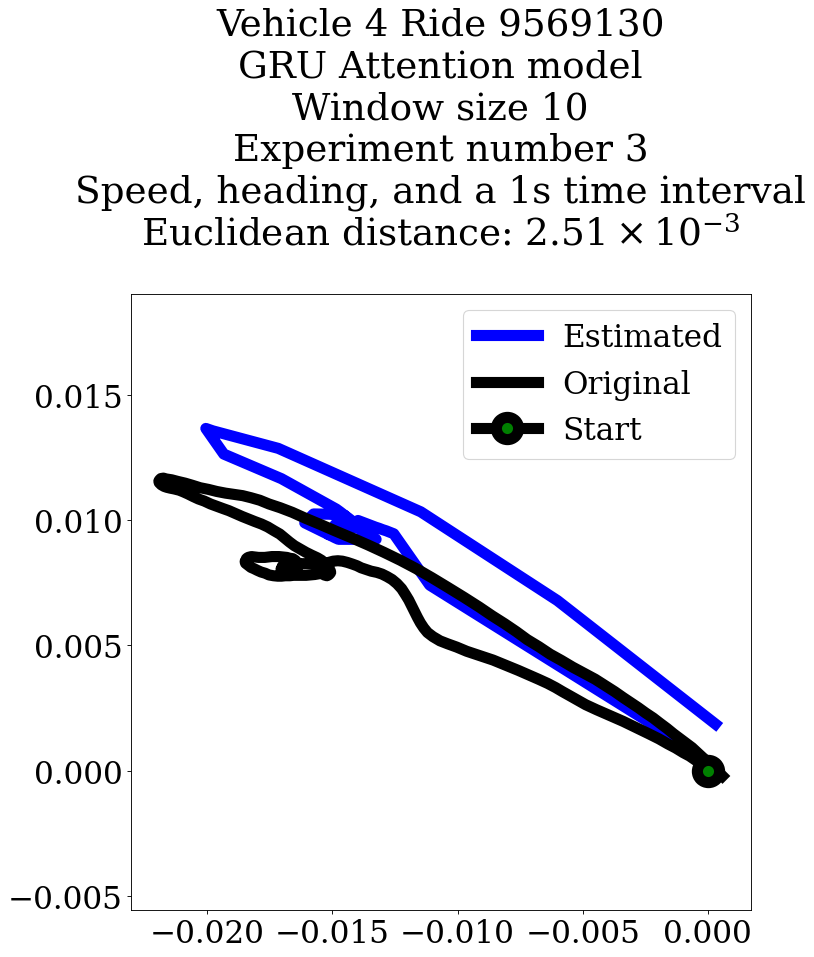 Vehicle 4 Ride 9569130
GRU Attention model
Window size 10
Experiment number 3
Speed, heading, and a 1s time interval
Euclidean distance: 2.51 × 10⁻³
Estimated
Original
Start
0.015
0.010
0.005
0.000
−0.005
−0.020 −0.015 −0.010 −0.005 0.000